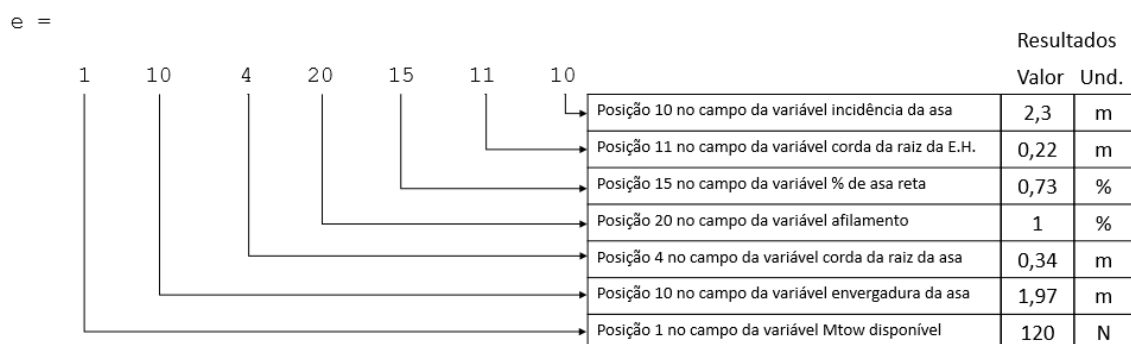 e =
Resultados
1 10 4 20 15 11 10 Valor Und.
Posição 10 no campo da variável incidência da asa 2,3 m
Posição 11 no campo da variável corda da raiz da E.H. 0,22 m
Posição 15 no campo da variável % de asa reta 0,73 %
Posição 20 no campo da variável afilamento 1 %
Posição 4 no campo da variável corda da raiz da asa 0,34 m
Posição 10 no campo da variável envergadura da asa 1,97 m
Posição 1 no campo da variável Mtow disponível 120 N